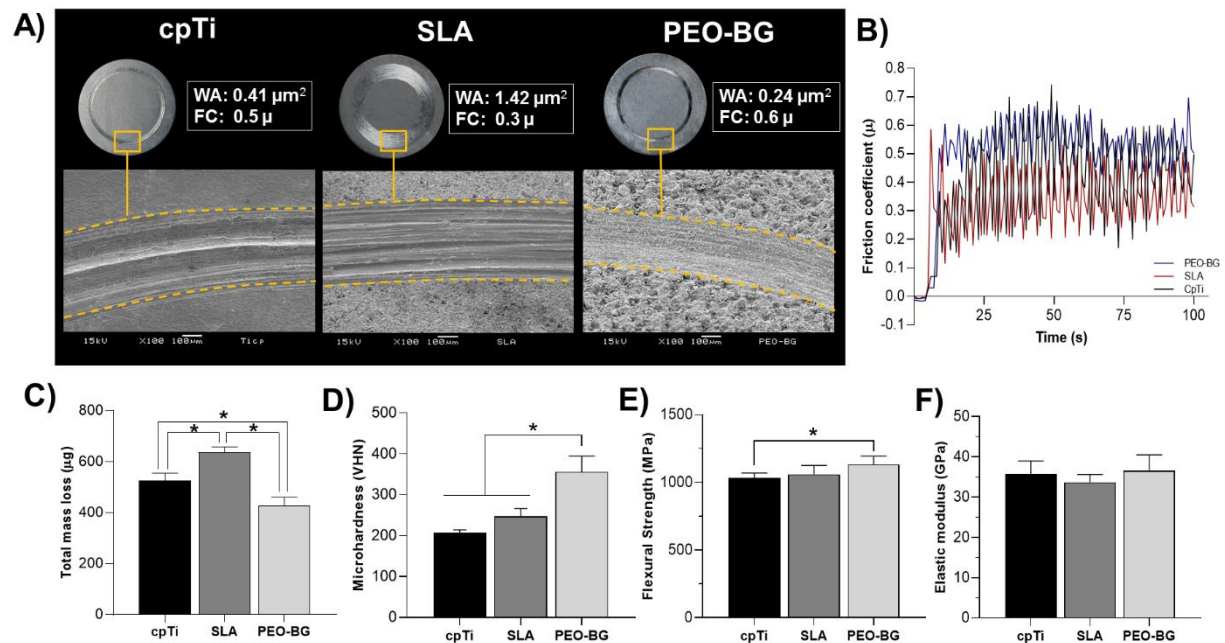 A)
cpTi
SLA
PEO-BG
WA: 0.41 µm²
FC: 0.5 µ
WA: 1.42 µm²
FC: 0.3 µ
WA: 0.24 µm²
FC: 0.6 µ
15kV X100 100µm Ticp
15kV X100 100µm SLA
15kV X100 100µm PEO-BG
B)
Friction coefficient (µ)
0.8
0.7
0.6
0.5
0.4
0.3
0.2
0.1
0.0
-0.1
25
50
75
100
Time (s)
PEO-BG
SLA
CpTi
C)
Total mass loss (µg)
800
600
400
200
0
* 
* *
cpTi SLA PEO-BG
D)
Microhardness (VHN)
500
400
300
200
100
0
*
cpTi SLA PEO-BG
E)
Flexural Strength (MPa)
1500
1000
500
0
*
cpTi SLA PEO-BG
F)
Elastic modulus (GPa)
50
40
30
20
10
0
cpTi SLA PEO-BG